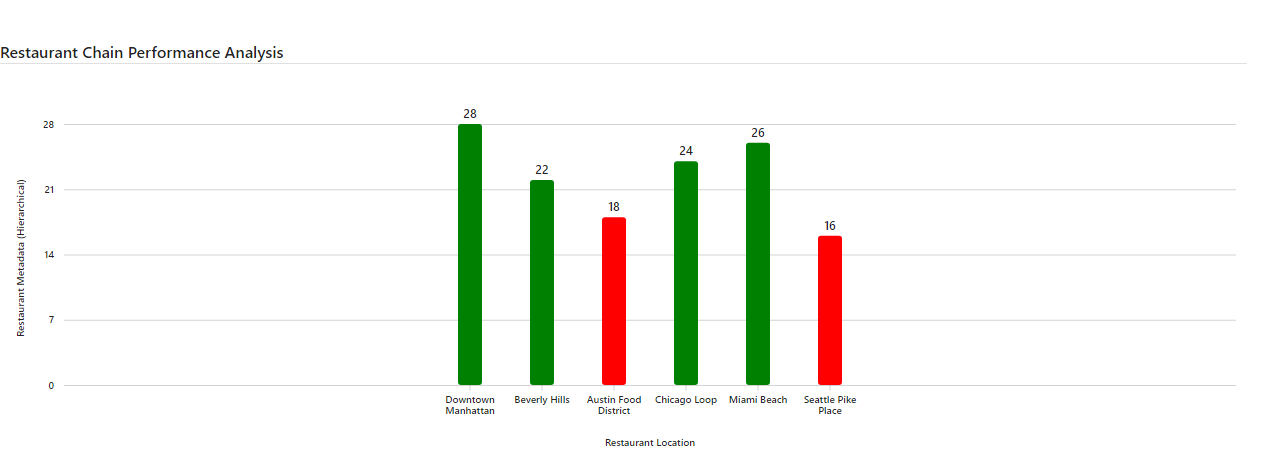 Restaurant Chain Performance Analysis
Restaurant Metadata (Hierarchical)
28
21
14
7
0
28
22
18
24
26
16
Downtown
Manhattan
Beverly Hills
Austin Food
District
Chicago Loop
Miami Beach
Seattle Pike
Place
Restaurant Location